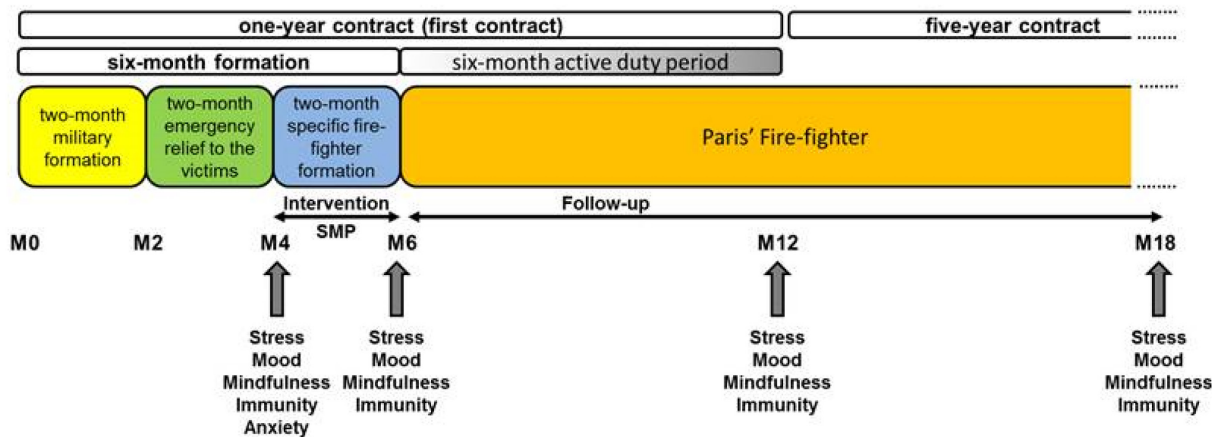 one-year contract (first contract)
five-year contract
six-month formation
six-month active duty period
two-month
military
formation
two-month
emergency
relief to the
victims
two-month
specific fire-
fighter
formation
Paris’ Fire-fighter
Intervention
SMP
Follow-up
M0
M2
M4
M6
M12
M18
Stress
Mood
Mindfulness
Immunity
Anxiety
Stress
Mood
Mindfulness
Immunity
Stress
Mood
Mindfulness
Immunity
Stress
Mood
Mindfulness
Immunity